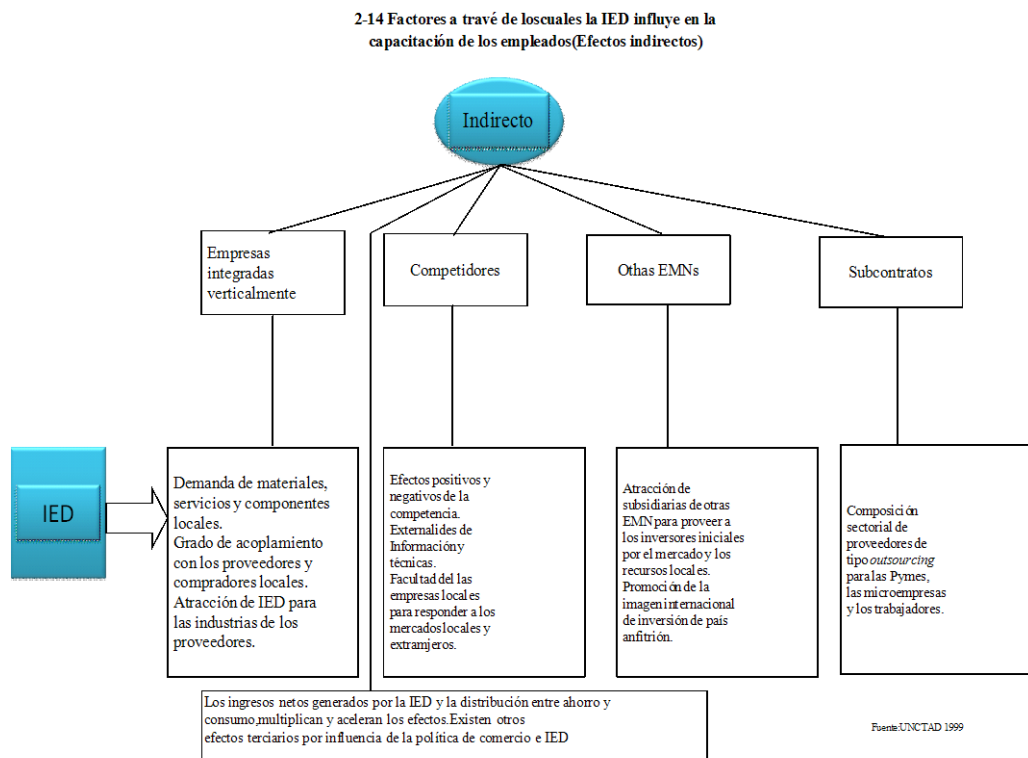 2-14 Factores a travé de loscuales la IED influye en la
capacitación de los empleados(Efectos indirectos)
Indirecto
Empresas
integradas
verticalmente
Competidores
Othas EMNs
Subcontratos
IED
Demanda de materiales,
servicios y componentes
locales.
Grado de acoplamiento
con los proveedores y
compradores locales.
Atracción de IED para
las industrias de los
proveedores.
Efectos positivos y
negativos de la
competencia.
Externalides de
Información y
técnicas.
Facultad del las
empresas locales
para responder a los
mercados locales y
extranjeros.
Atracción de
subsidiarias de otras
EMN para proveer a
los inversores iniciales
por el mercado y los
recursos locales.
Promoción de la
imagen internacional
de inversión de país
anfitrión.
Composición
sectorial de
proveedores de
tipo outsourcing
para las Pymes,
las microempresas
y los trabajadores.
Los ingresos netos generados por la IED y la distribución entre ahorro y
consumo,multiplican y aceleran los efectos.Existen otros
efectos terciarios por influencia de la política de comercio e IED
Fuente:UNCTAD 1999